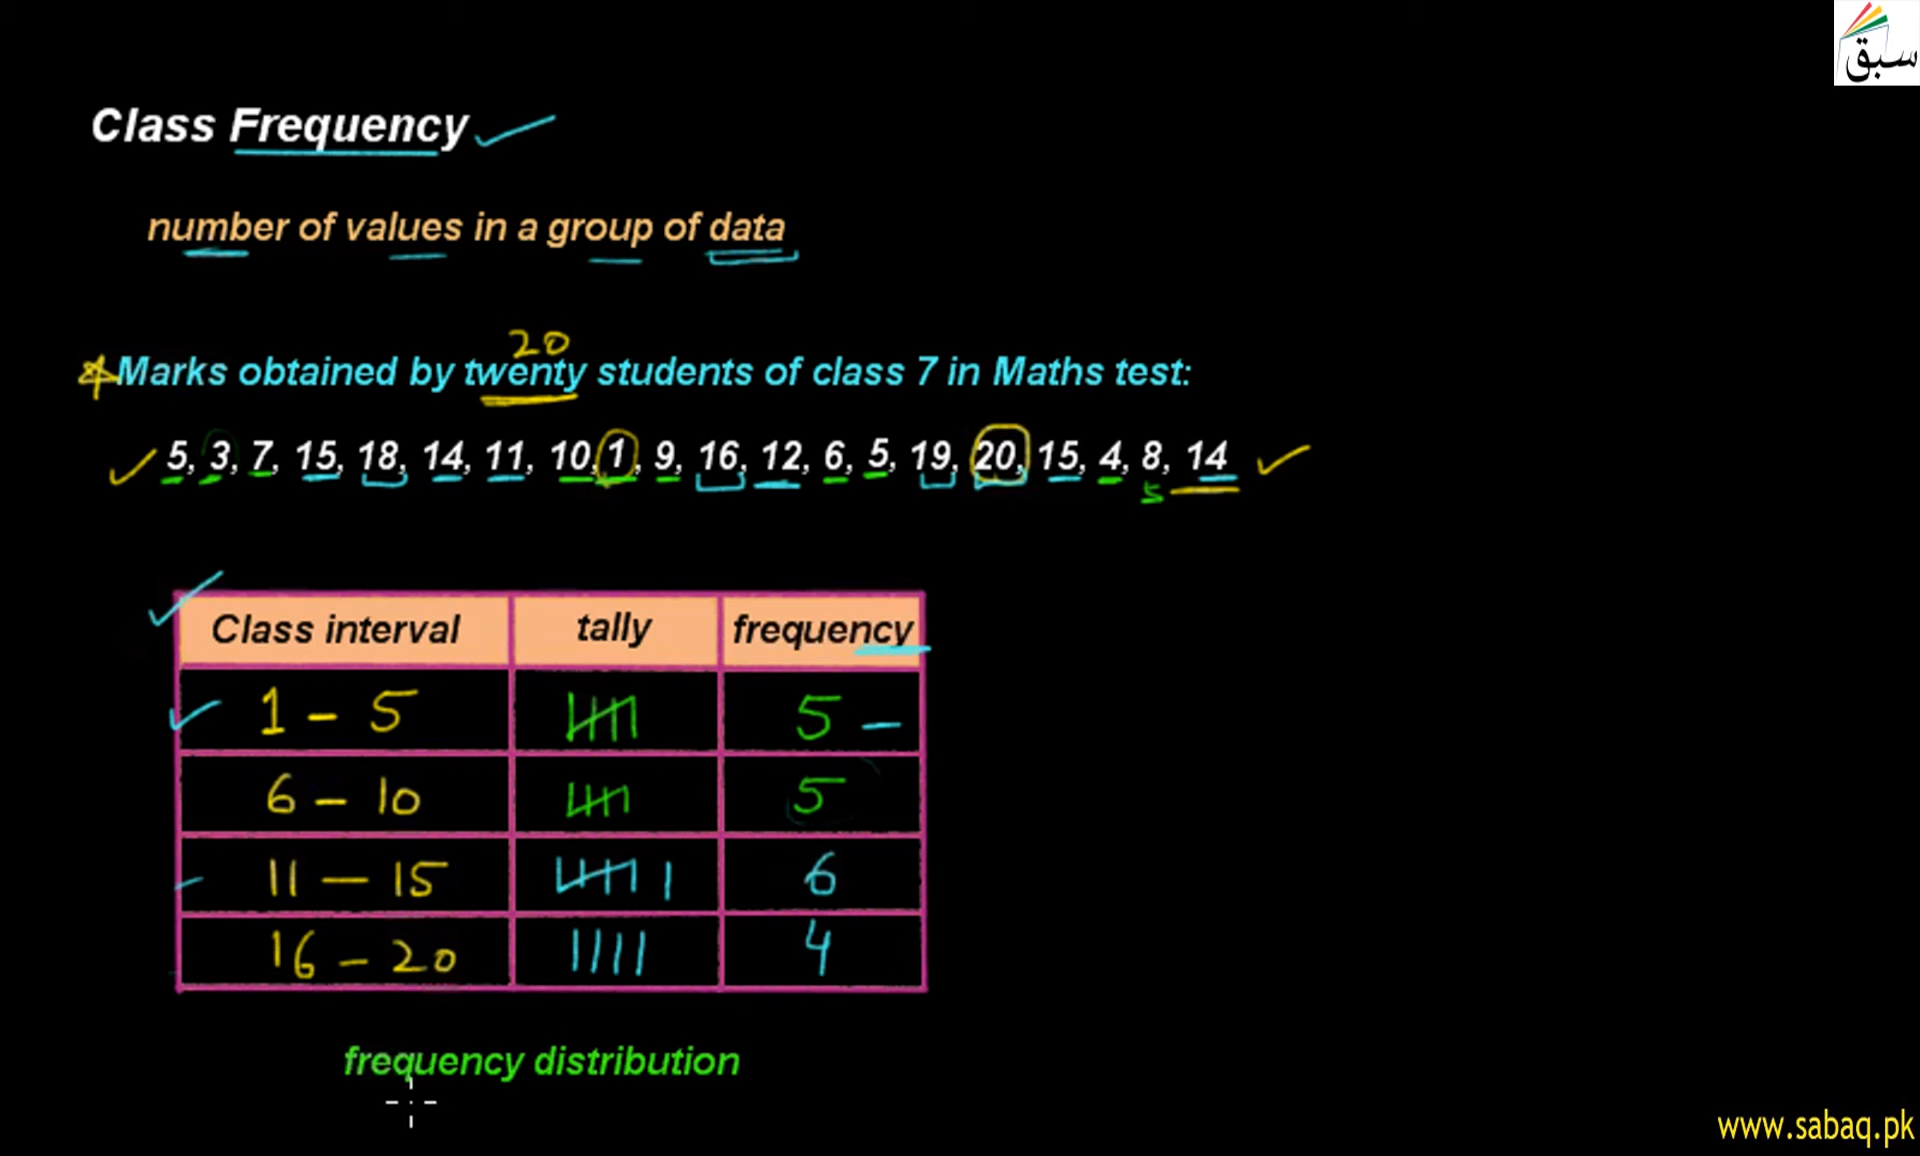 سبق
Class Frequency
number of values in a group of data
20
Marks obtained by twenty students of class 7 in Maths test:
5, 3, 7, 15, 18, 14, 11, 10, 1, 9, 16, 12, 6, 5, 19, 20, 15, 4, 8, 14
5
Class interval tally frequency
1 - 5 5
6 - 10 5
11 - 15 6
16 - 20 4
frequency distribution
www.sabaq.pk